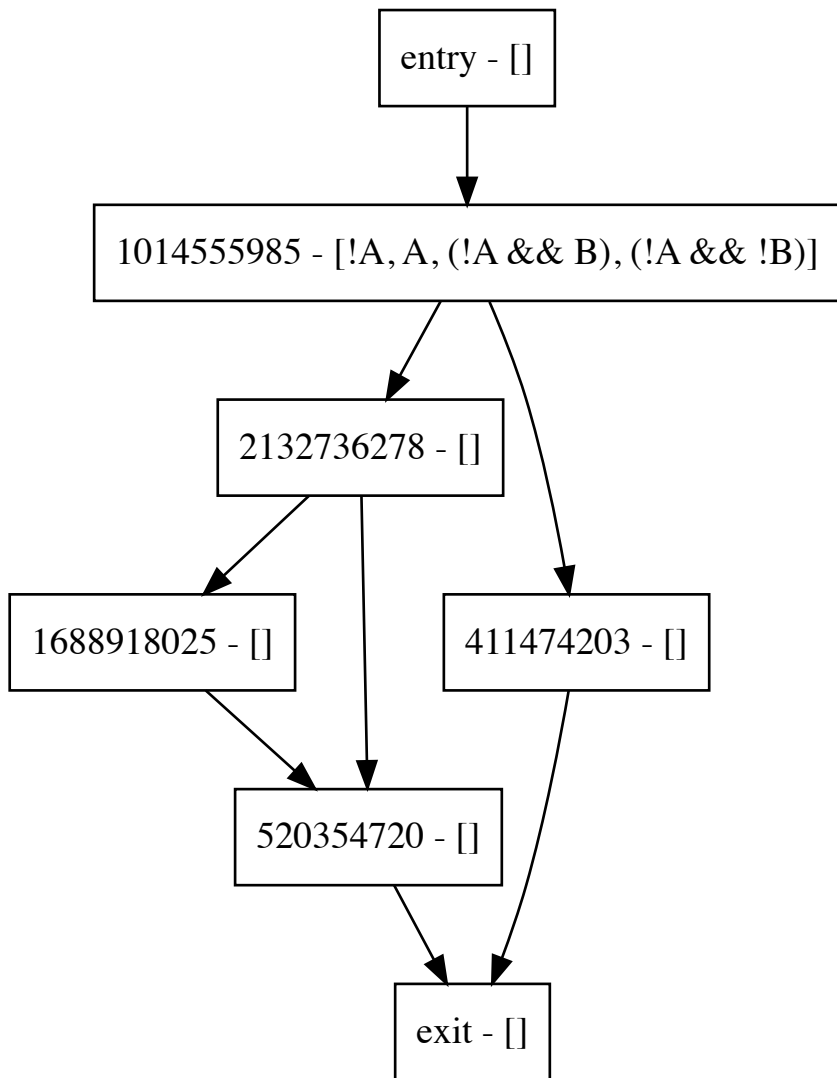 entry - []
1014555985 - [!A, A, (!A && B), (!A && !B)]
2132736278 - []
1688918025 - []
411474203 - []
520354720 - []
exit - []